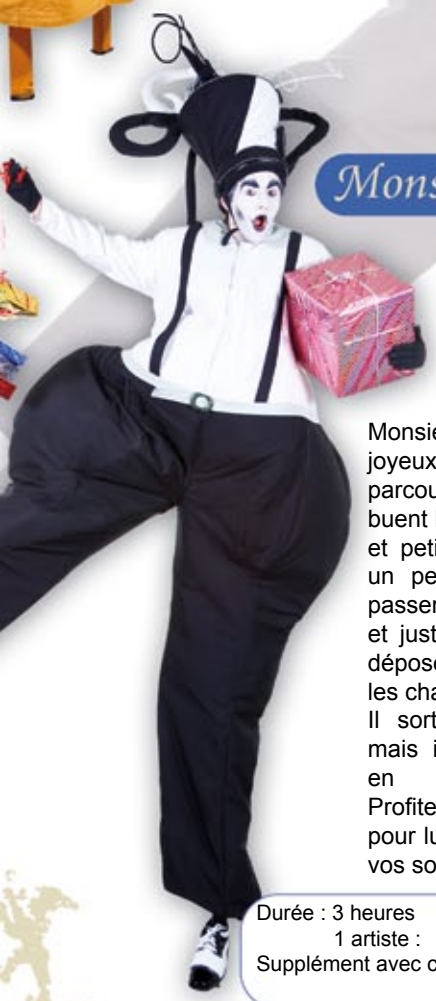 Mons
Monsie
joyeux
parcou
buent
et peti
un pe
passer
et just
dépose
les cha
Il sort
mais i
en
Profite
pour lu
vos so
Durée : 3 heures
1 artiste :
Supplément avec c